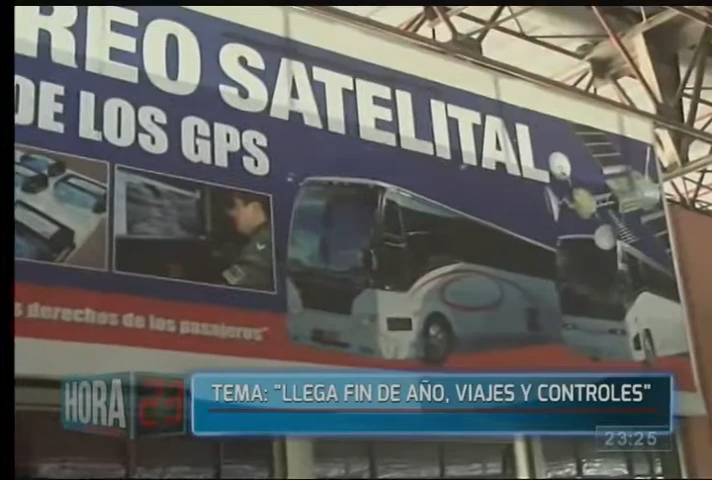 REO SATELITAL
DE LOS GPS
s derechos de los pasajeros"
HORA 23
TEMA: "LLEGA FIN DE AÑO, VIAJES Y CONTROLES"
23:25